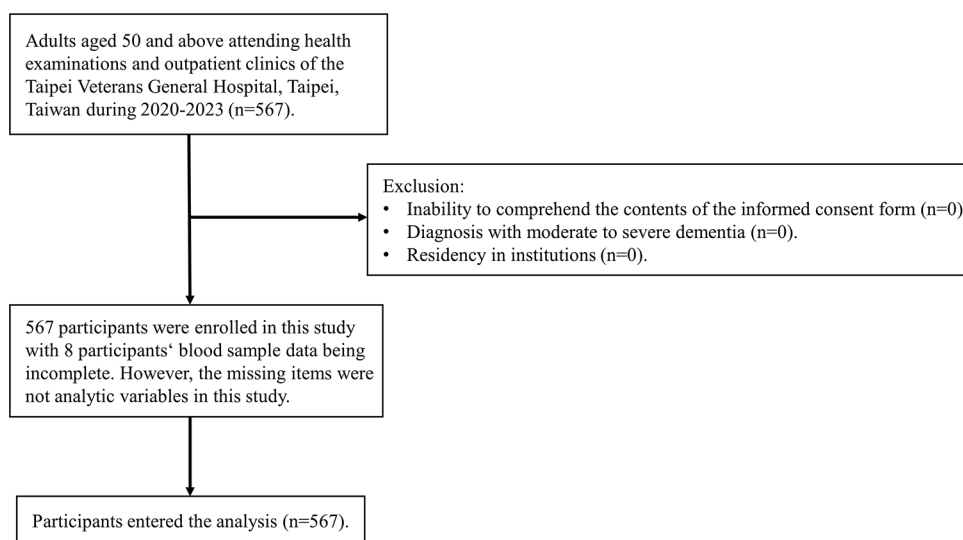 Adults aged 50 and above attending health
examinations and outpatient clinics of the
Taipei Veterans General Hospital, Taipei,
Taiwan during 2020-2023 (n=567).
Exclusion:
• Inability to comprehend the contents of the informed consent form (n=0)
• Diagnosis with moderate to severe dementia (n=0).
• Residency in institutions (n=0).
567 participants were enrolled in this study
with 8 participants‘ blood sample data being
incomplete. However, the missing items were
not analytic variables in this study.
Participants entered the analysis (n=567).